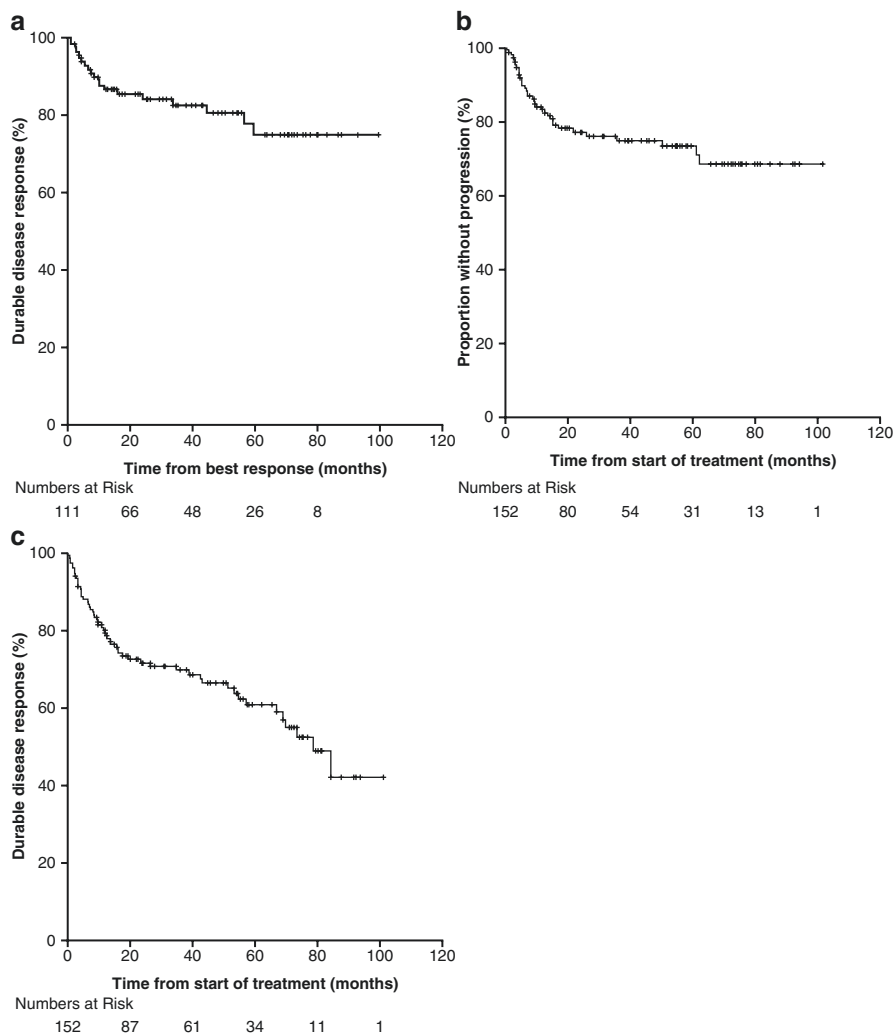 a
100
80
60
40
20
0
Durable disease response (%)
0 20 40 60 80 100 120
Time from best response (months)
Numbers at Risk
111 66 48 26 8
b
100
80
60
40
20
0
Proportion without progression (%)
0 20 40 60 80 100 120
Time from start of treatment (months)
Numbers at Risk
152 80 54 31 13 1
c
100
80
60
40
20
0
Durable disease response (%)
0 20 40 60 80 100 120
Time from start of treatment (months)
Numbers at Risk
152 87 61 34 11 1